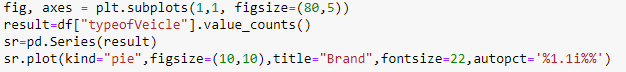 fig, axes = plt.subplots(1,1, figsize=(80,5))
result=df["typeofVeicle"].value_counts()
sr=pd.Series(result)
sr.plot(kind="pie",figsize=(10,10),title="Brand",fontsize=22,autopct='%1.1i%%')